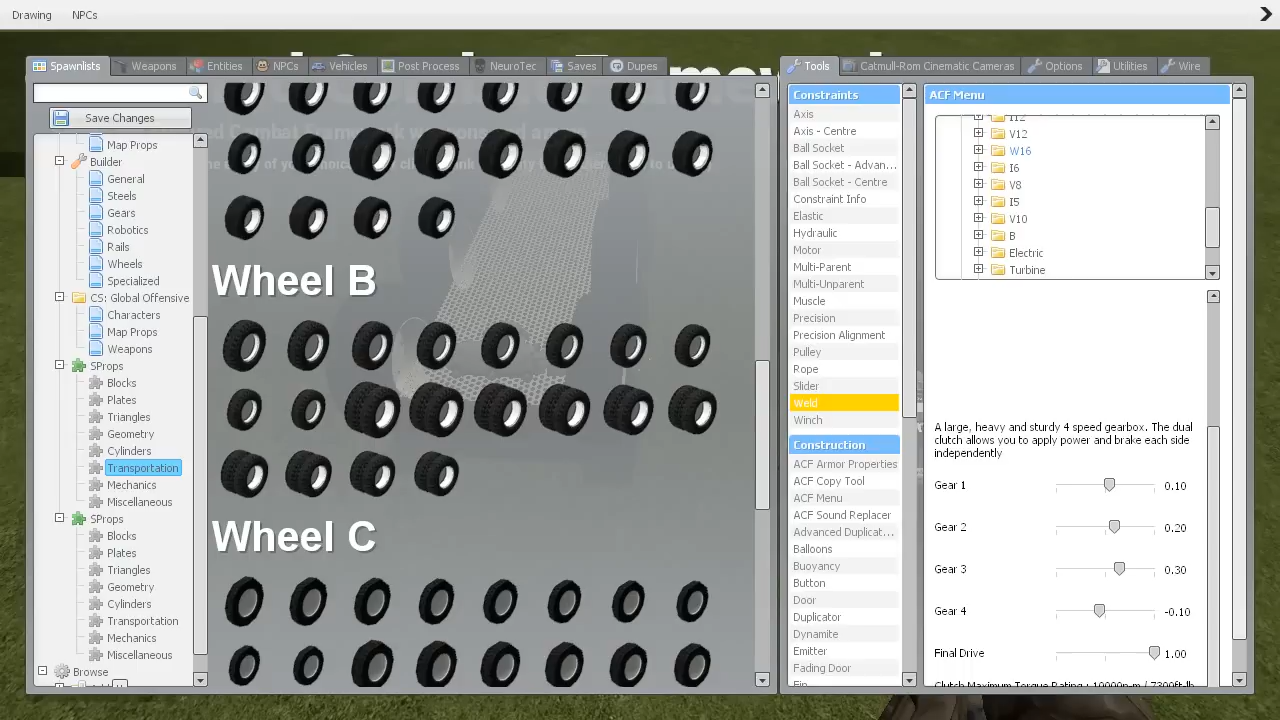 Drawing NPCs
Spawnlists Weapons Entities NPCs Vehicles Post Process NeuroTec Saves Dupes
Tools Catmull-Rom Cinematic Cameras Options Utilities Wire
Save Changes
Map Props
Builder
General
Steels
Gears
Robotics
Rails
Wheels
Specialized
CS: Global Offensive
Characters
Map Props
Weapons
SProps
Blocks
Plates
Triangles
Geometry
Cylinders
Transportation
Mechanics
Miscellaneous
SProps
Blocks
Plates
Triangles
Geometry
Cylinders
Transportation
Mechanics
Miscellaneous
Browse
Wheel B
Wheel C
Constraints
Axis
Axis - Centre
Ball Socket
Ball Socket - Advan...
Ball Socket - Centre
Constraint Info
Elastic
Hydraulic
Motor
Multi-Parent
Multi-Unparent
Muscle
Precision
Precision Alignment
Pulley
Rope
Slider
Weld
Winch
Construction
ACF Armor Properties
ACF Copy Tool
ACF Menu
ACF Sound Replacer
Advanced Duplicat...
Balloons
Buoyancy
Button
Door
Duplicator
Dynamite
Emitter
Fading Door
ACF Menu
I12
V12
W16
I6
V8
I5
V10
B
Electric
Turbine
A large, heavy and sturdy 4 speed gearbox. The dual
clutch allows you to apply power and brake each side
independently
Gear 1 0.10
Gear 2 0.20
Gear 3 0.30
Gear 4 -0.10
Final Drive 1.00
Clutch Maximum Torque Rating : 10000n-m / 7300ft-lb